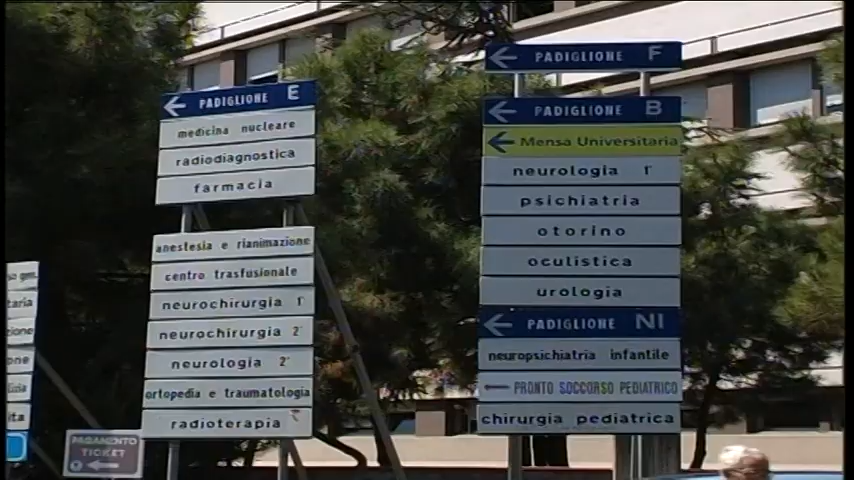 PADIGLIONE E
medicina nucleare
radiodiagnostica
farmacia
anestesia e rianimazione
centro trasfusionale
neurochirurgia 1ª
neurochirurgia 2ª
neurologia 2ª
ortopedia e traumatologia
radioterapia
PAGAMENTO
TICKET
PADIGLIONE F
PADIGLIONE B
Mensa Universitaria
neurologia 1ª
psichiatria
otorino
oculistica
urologia
PADIGLIONE NI
neuropsichiatria infantile
PRONTO SOCCORSO PEDIATRICO
chirurgia pediatrica